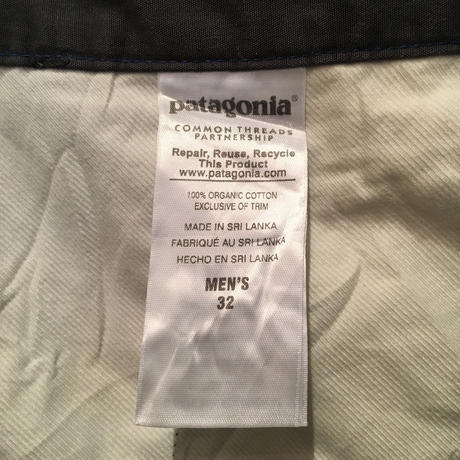 patagonia®
COMMON THREADS
PARTNERSHIP
Repair, Reuse, Recycle
This Product
www.patagonia.com
100% ORGANIC COTTON
EXCLUSIVE OF TRIM
MADE IN SRI LANKA
FABRIQUÉ AU SRI LANKA
HECHO EN SRI LANKA
MEN'S
32